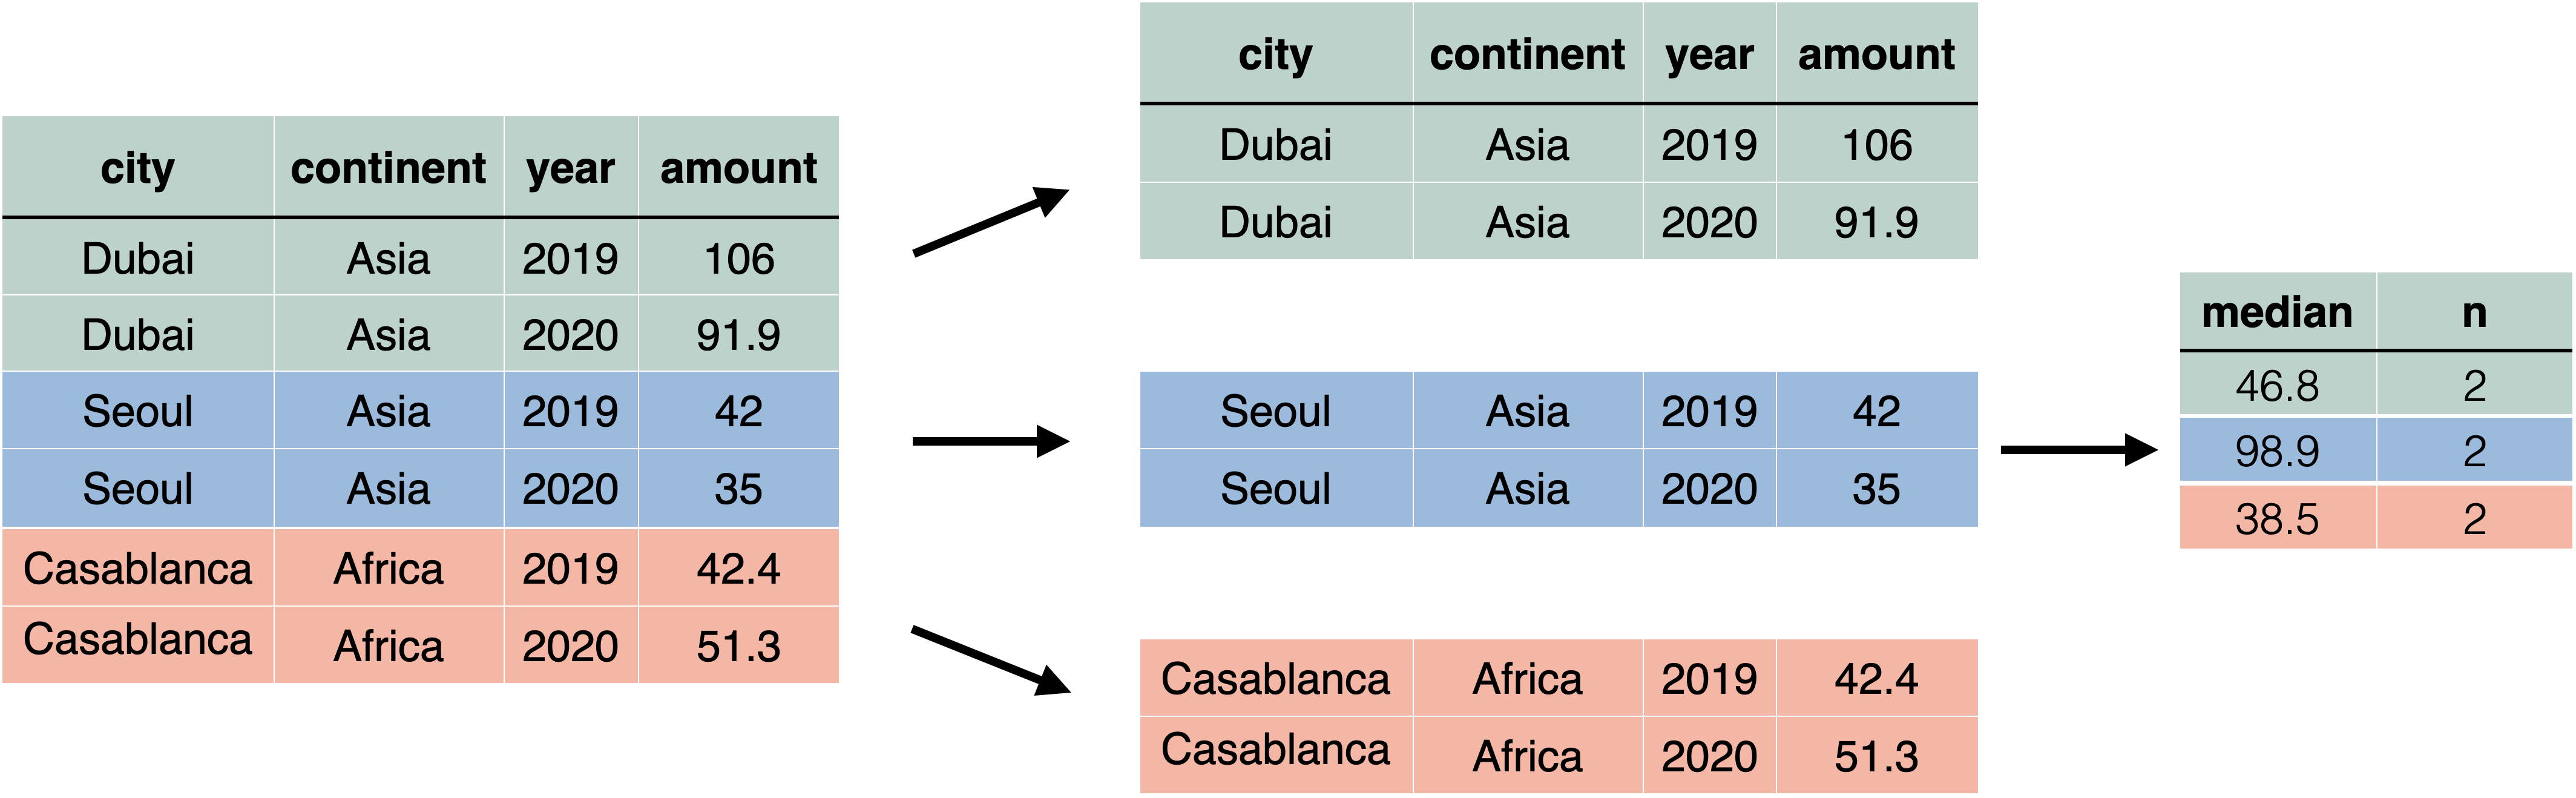 city continent year amount
Dubai Asia 2019 106
Dubai Asia 2020 91.9
Seoul Asia 2019 42
Seoul Asia 2020 35
Casablanca Africa 2019 42.4
Casablanca Africa 2020 51.3
city continent year amount
Dubai Asia 2019 106
Dubai Asia 2020 91.9
Seoul Asia 2019 42
Seoul Asia 2020 35
Casablanca Africa 2019 42.4
Casablanca Africa 2020 51.3
median n
46.8 2
98.9 2
38.5 2